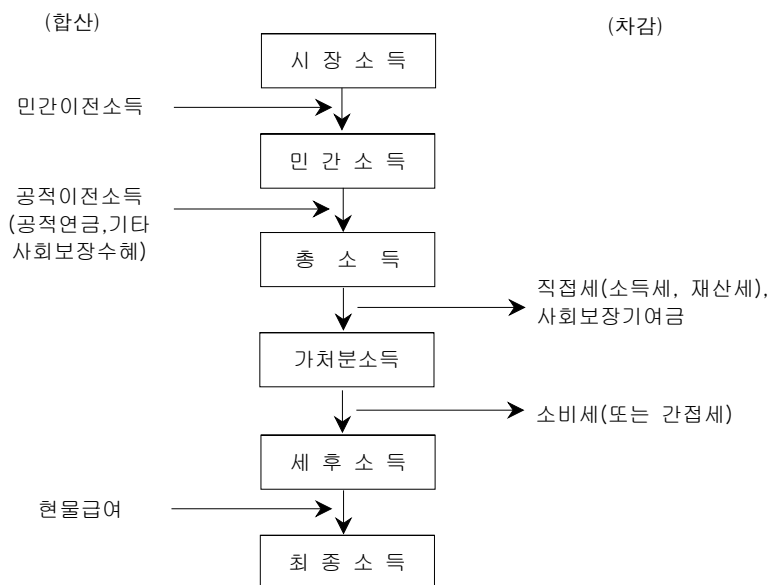 (합산)
(차감)
시 장 소 득
민간이전소득
민 간 소 득
공적이전소득
(공적연금,기타
사회보장수혜)
총 소 득
직접세(소득세, 재산세),
사회보장기여금
가처분소득
소비세(또는 간접세)
세 후 소 득
현물급여
최 종 소 득